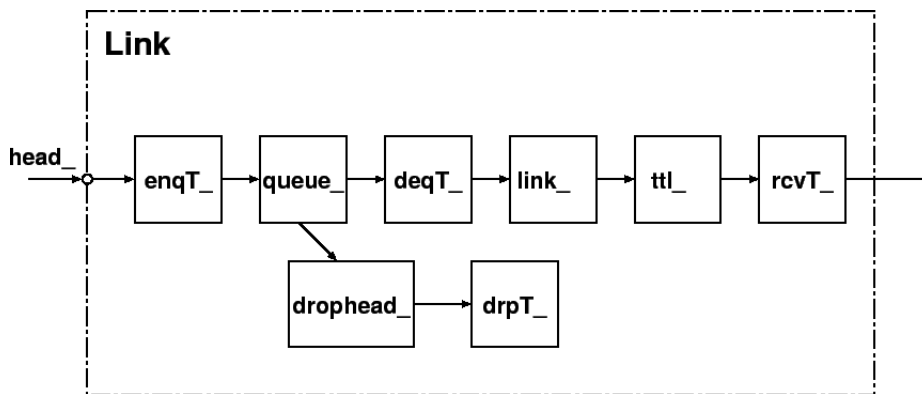 Link
head_
enqT_
queue_
deqT_
link_
ttl_
rcvT_
drophead_
drpT_